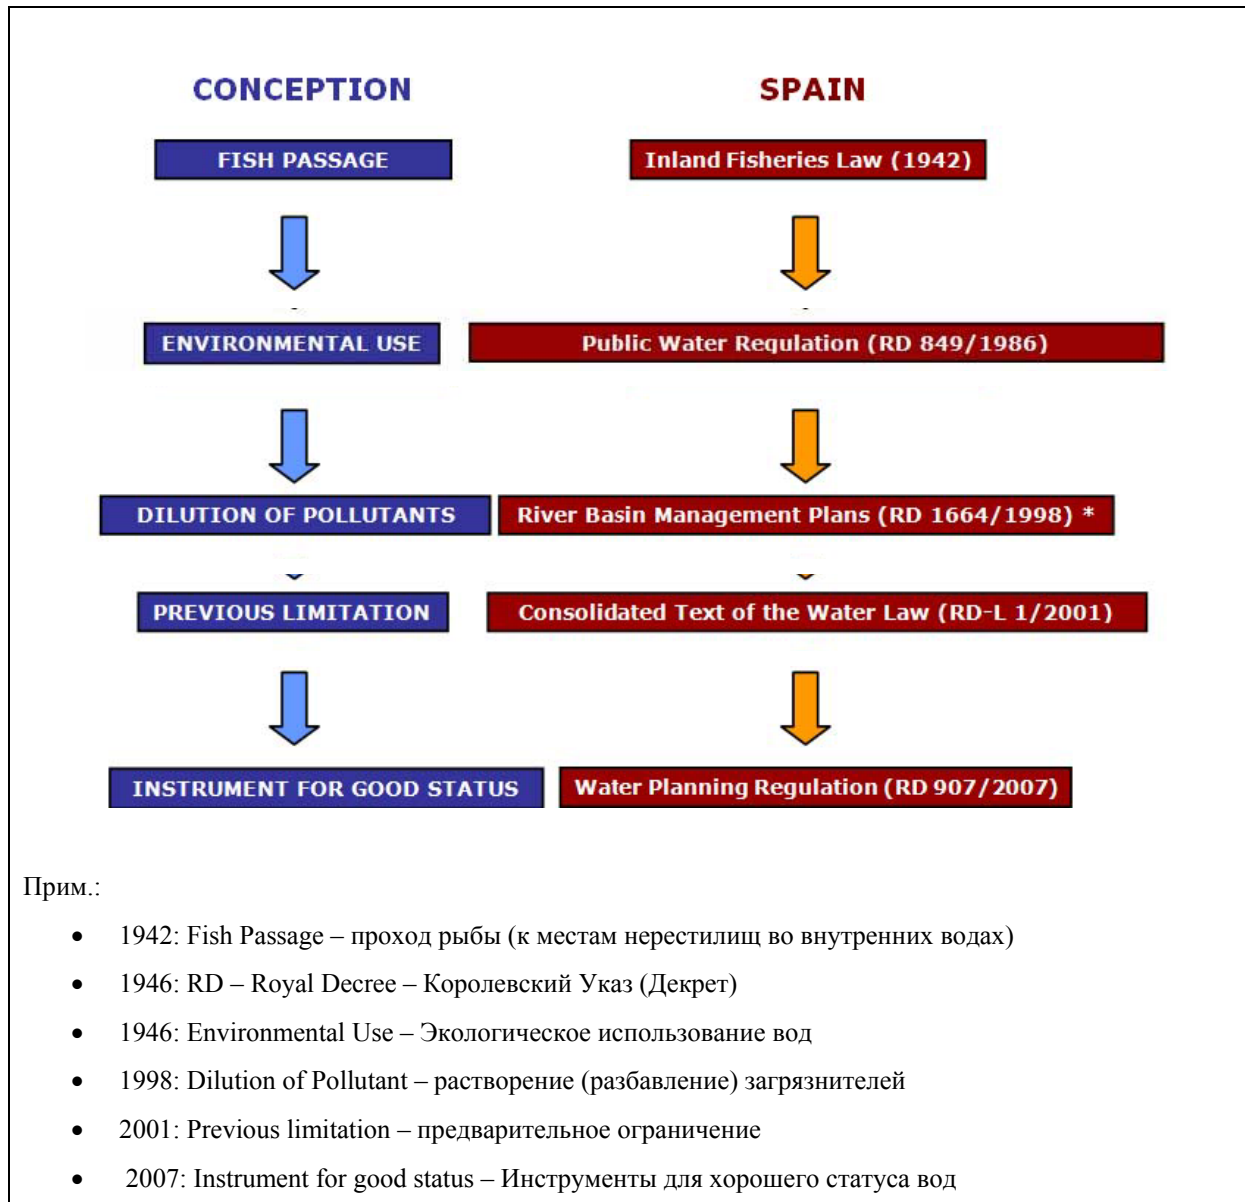 CONCEPTION SPAIN
FISH PASSAGE Inland Fisheries Law (1942)
ENVIRONMENTAL USE Public Water Requlation (RD 849/1986)
DILUTION OF POLLUTANTS River Basin Management Plans (RD 1664/1998) *
PREVIOUS LIMITATION Consolidated Text of the Water Law (RD-L 1/2001)
INSTRUMENT FOR GOOD STATUS Water Planning Regulation (RD 907/2007)
Прим.:
• 1942: Fish Passage – проход рыбы (к местам нерестилищ во внутренних водах)
• 1946: RD – Royal Decree – Королевский Указ (Декрет)
• 1946: Environmental Use – Экологическое использование вод
• 1998: Dilution of Pollutant – растворение (разбавление) загрязнителей
• 2001: Previous limitation – предварительное ограничение
• 2007: Instrument for good status – Инструменты для хорошего статуса вод